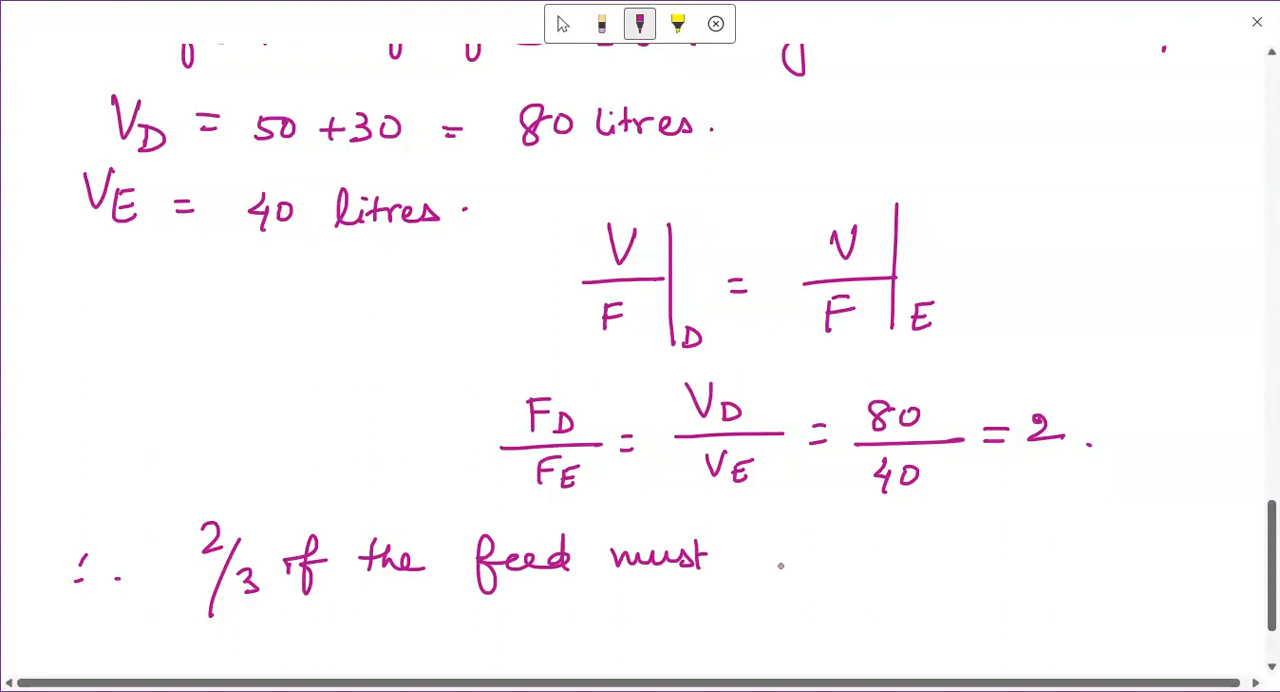 V_D = 50 + 30 = 80 litres.
V_E = 40 litres.
V/F |_D = V/F |_E
F_D/F_E = V_D/V_E = 80/40 = 2.
∴ 2/3 of the feed must